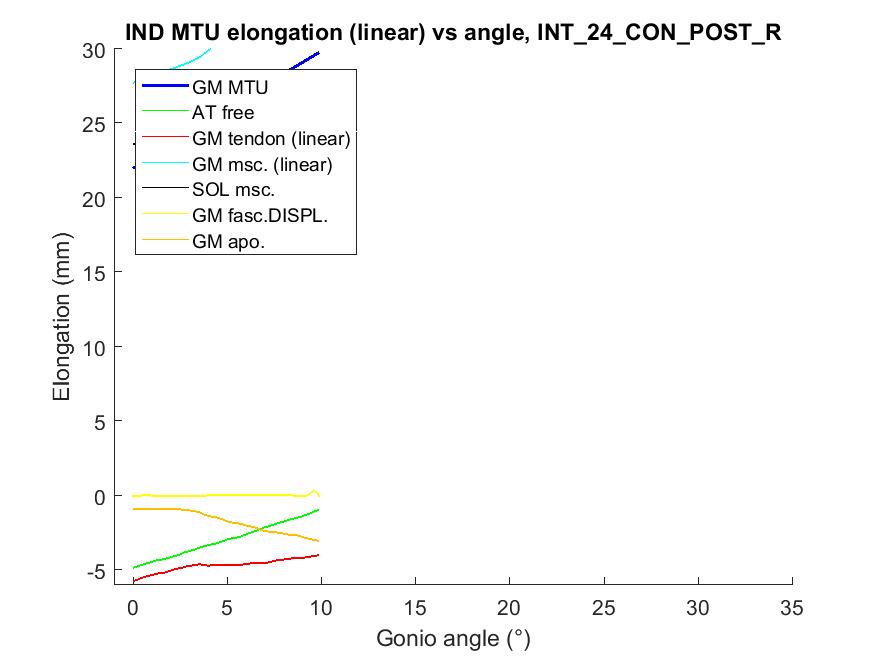 IND MTU elongation (linear) vs angle, INT_24_CON_POST_R
30
25
20
15
10
5
0
-5
Elongation (mm)
GM MTU
AT free
GM tendon (linear)
GM msc. (linear)
SOL msc.
GM fasc.DISPL.
GM apo.
0 5 10 15 20 25 30 35
Gonio angle (°)